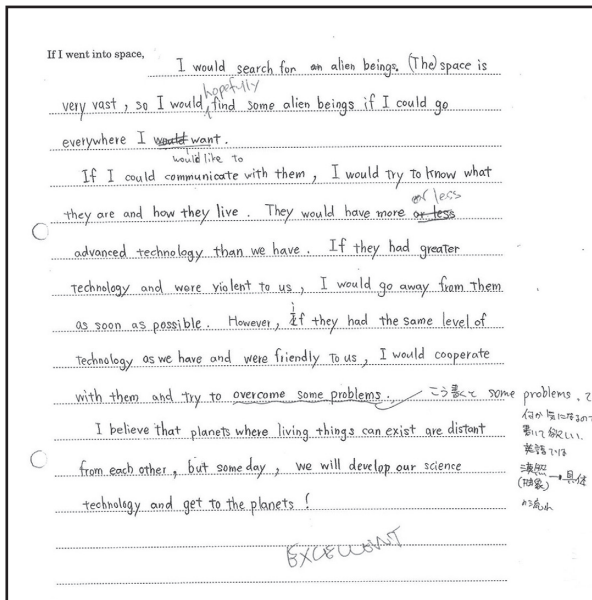 If I went into space,
I would search for an alien beings. (The) space is
hopefully
very vast, so I would find some alien beings if I could go
everywhere I would want.
would like to
If I could communicate with them, I would try to know what
they are and how they live. They would have more or less
or less
advanced technology than we have. If they had greater
technology and were violent to us, I would go away from them
as soon as possible. However, if they had the same level of
technology as we have and were friendly to us, I would cooperate
with them and try to overcome some problems. こう書くと some problems. って
何か気になるので
書いて欲しい.
英語では
漠然 → 具体
(抽象)
の流れ
I believe that planets where living things can exist are distant
from each other, but some day, we will develop our science
technology and get to the planets!
EXCELLENT